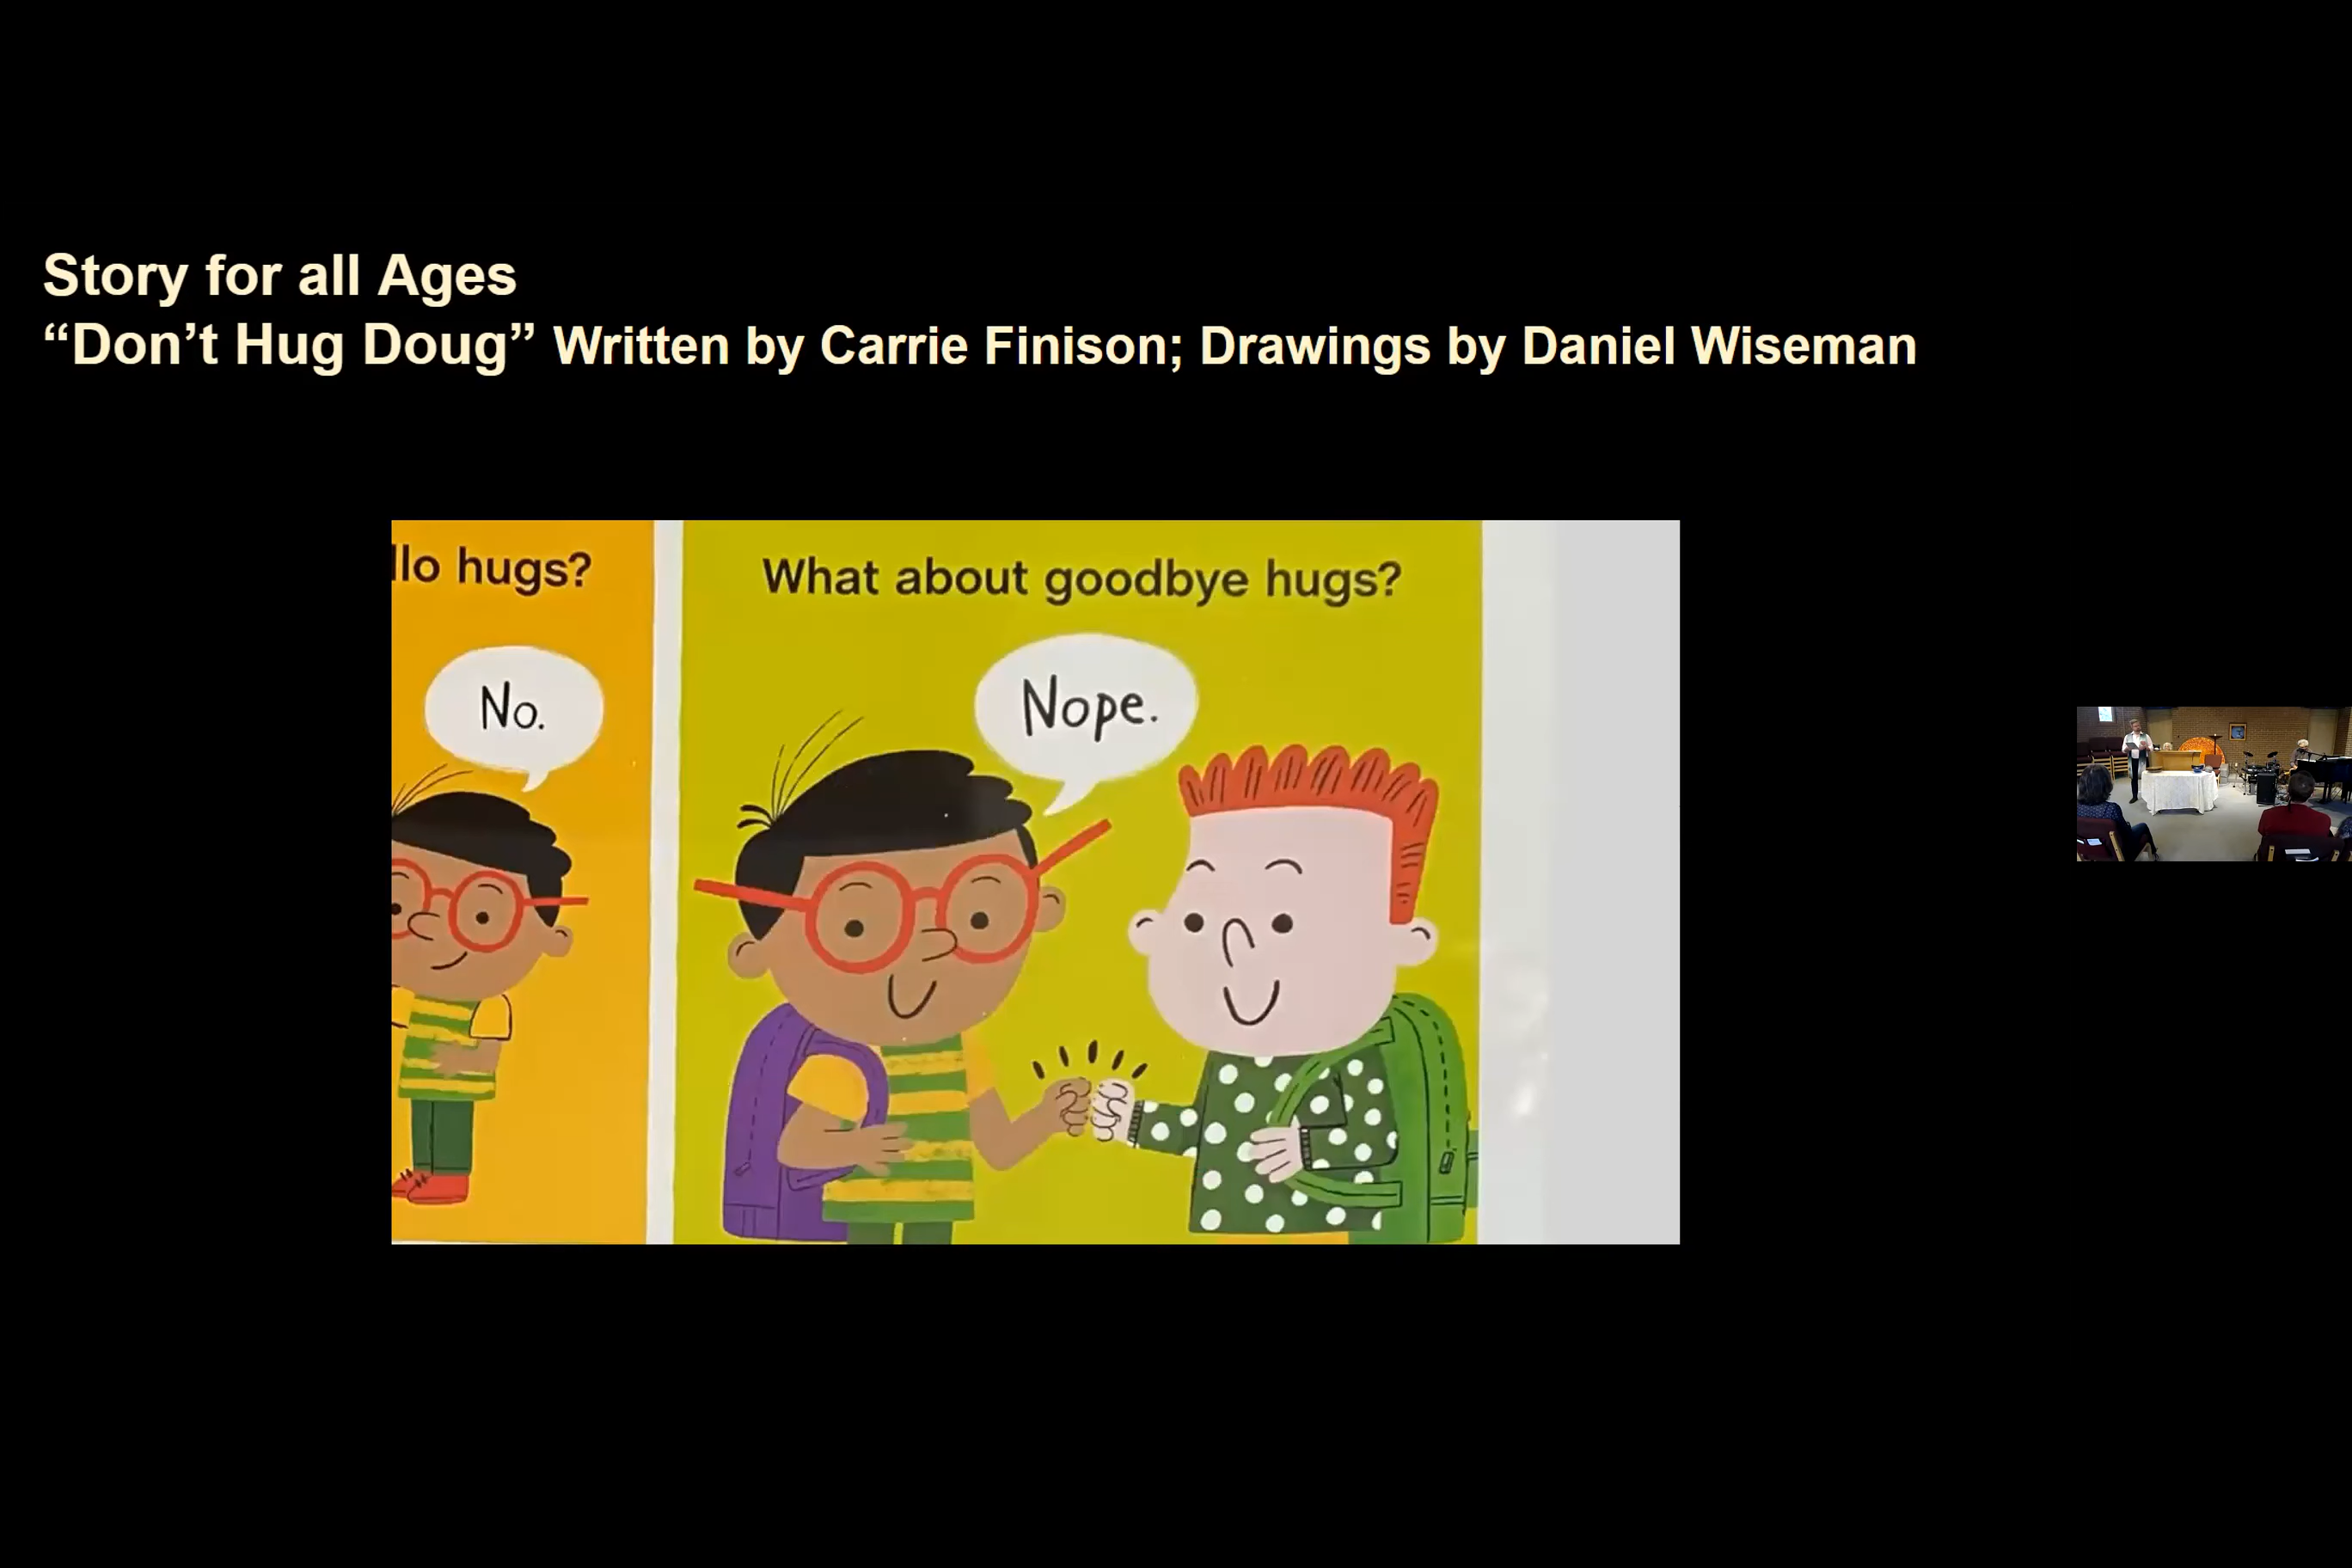 Story for all Ages
“Don’t Hug Doug” Written by Carrie Finison; Drawings by Daniel Wiseman
llo hugs?
No.
What about goodbye hugs?
Nope.